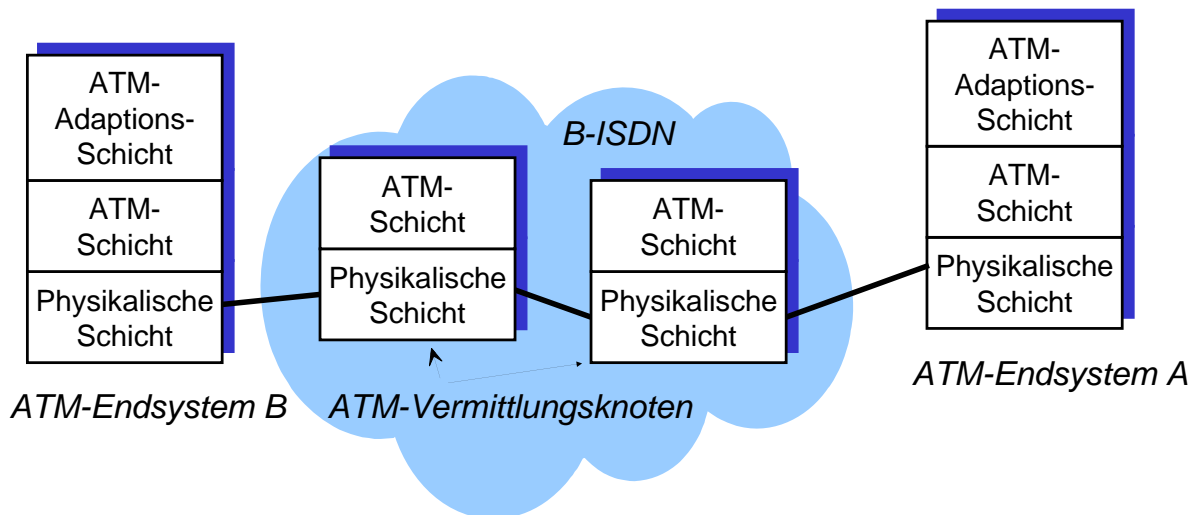 ATM-
Adaptions-
Schicht
ATM-
Schicht
Physikalische
Schicht
ATM-Endsystem B
B-ISDN
ATM-
Schicht
Physikalische
Schicht
ATM-
Schicht
Physikalische
Schicht
ATM-Vermittlungsknoten
ATM-
Adaptions-
Schicht
ATM-
Schicht
Physikalische
Schicht
ATM-Endsystem A